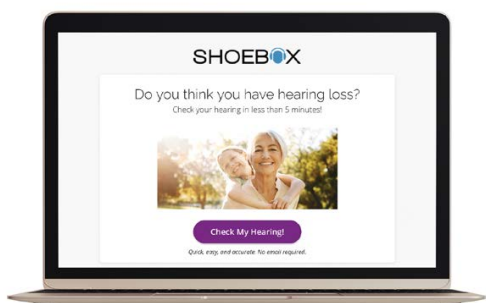 SHOEBOX
Do you think you have hearing loss?
Check your hearing in less than 5 minutes!
Check My Hearing!
Quick, easy, and accurate. No email required.